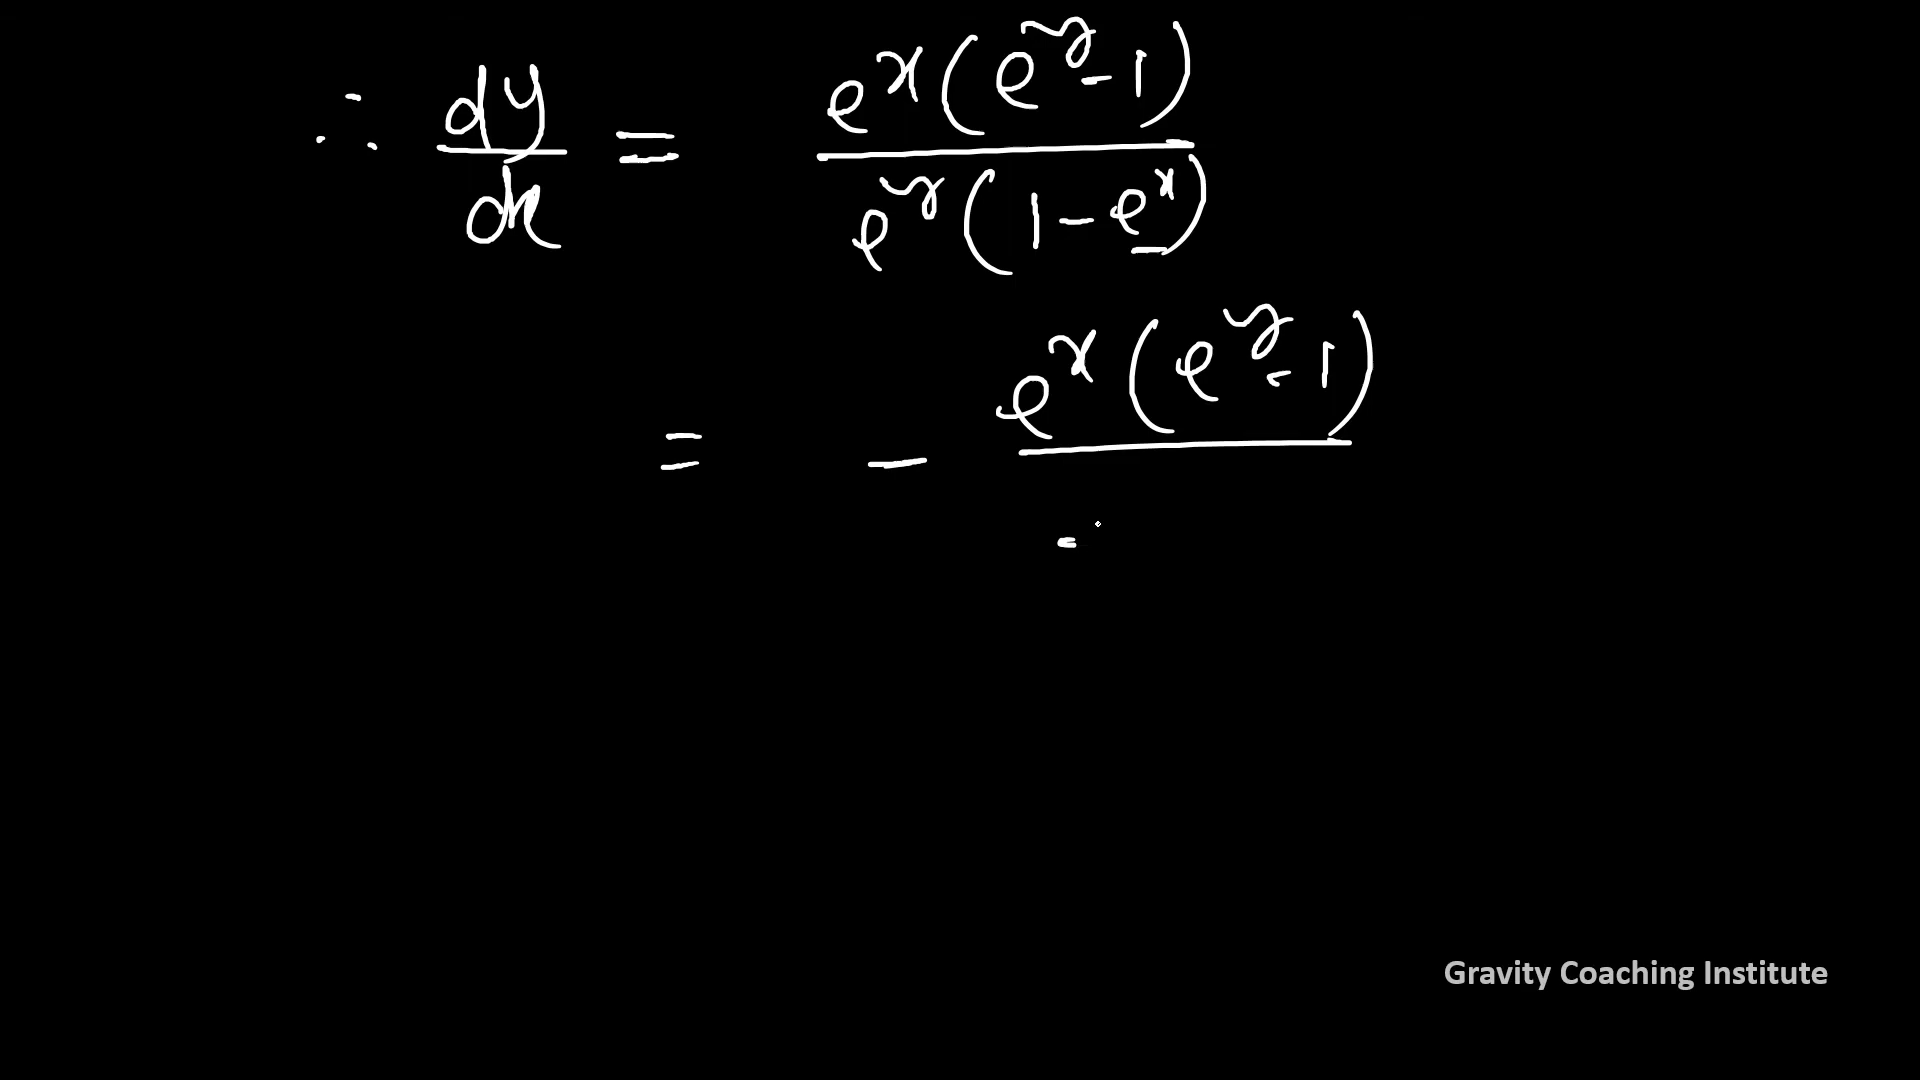 ∴ dy/dx = e^x(e^y - 1) / e^y(1 - e^x)
= - e^x(e^y - 1) /
Gravity Coaching Institute